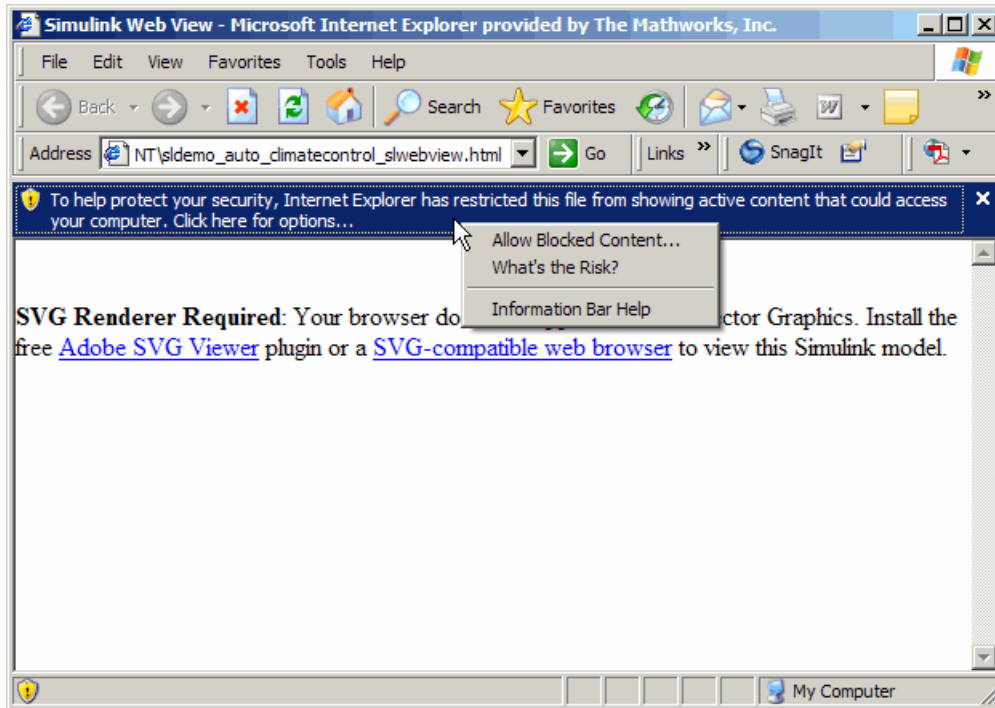 Simulink Web View - Microsoft Internet Explorer provided by The Mathworks, Inc.
File Edit View Favorites Tools Help
Back Search Favorites W »
Address NT\sldemo_auto_climatecontrol_slwebview.html Go Links » SnagIt
To help protect your security, Internet Explorer has restricted this file from showing active content that could access
your computer. Click here for options...
Allow Blocked Content...
What's the Risk?
Information Bar Help
SVG Renderer Required: Your browser do ector Graphics. Install the
free Adobe SVG Viewer plugin or a SVG-compatible web browser to view this Simulink model.
My Computer